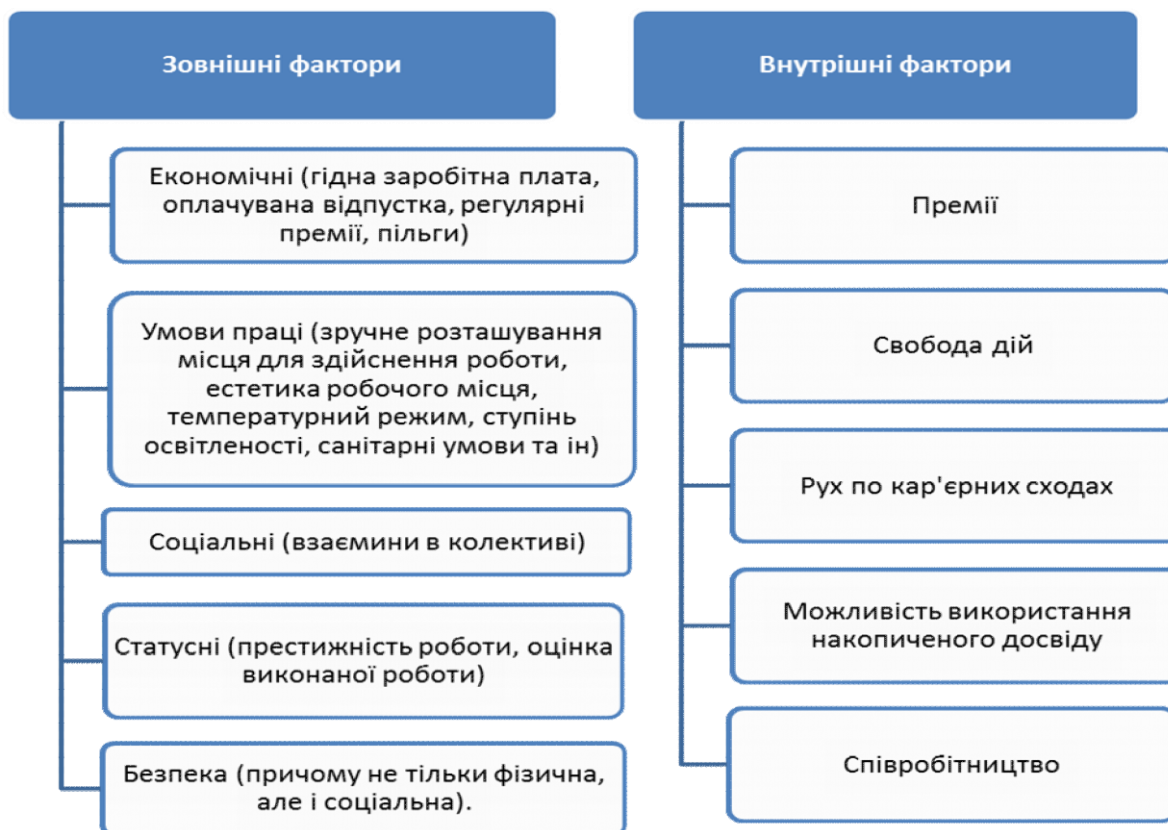 Зовнішні фактори
Економічні (гідна заробітна плата,
оплачувана відпустка, регулярні
премії, пільги)
Умови праці (зручне розташування
місця для здійснення роботи,
естетика робочого місця,
температурний режим, ступінь
освітленості, санітарні умови та ін)
Соціальні (взаємини в колективі)
Статусні (престижність роботи, оцінка
виконаної роботи)
Безпека (причому не тільки фізична,
але і соціальна).
Внутрішні фактори
Премії
Свобода дій
Рух по кар'єрних сходах
Можливість використання
накопиченого досвіду
Співробітництво